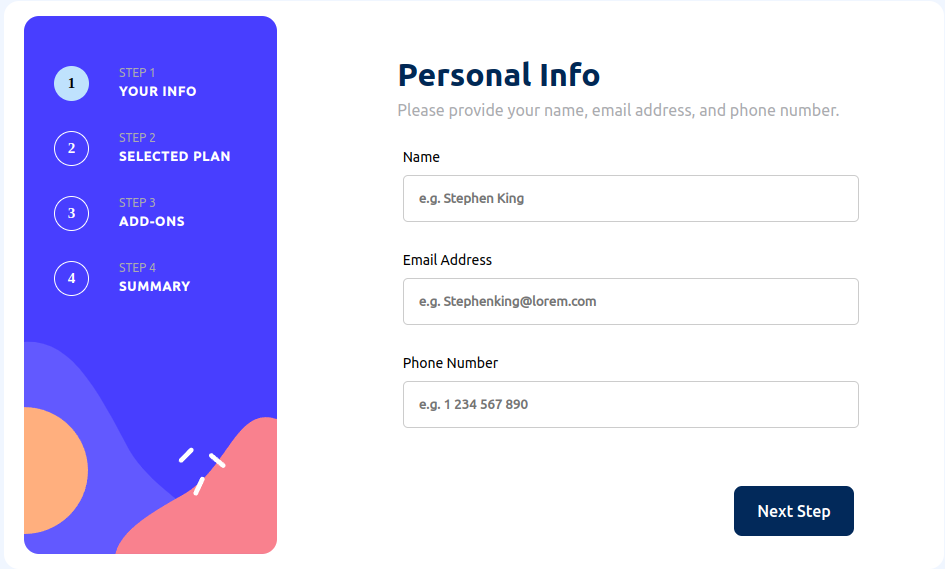 1
STEP 1
YOUR INFO
2
STEP 2
SELECTED PLAN
3
STEP 3
ADD-ONS
4
STEP 4
SUMMARY
Personal Info
Please provide your name, email address, and phone number.
Name
e.g. Stephen King
Email Address
e.g. Stephenking@lorem.com
Phone Number
e.g. 1 234 567 890
Next Step